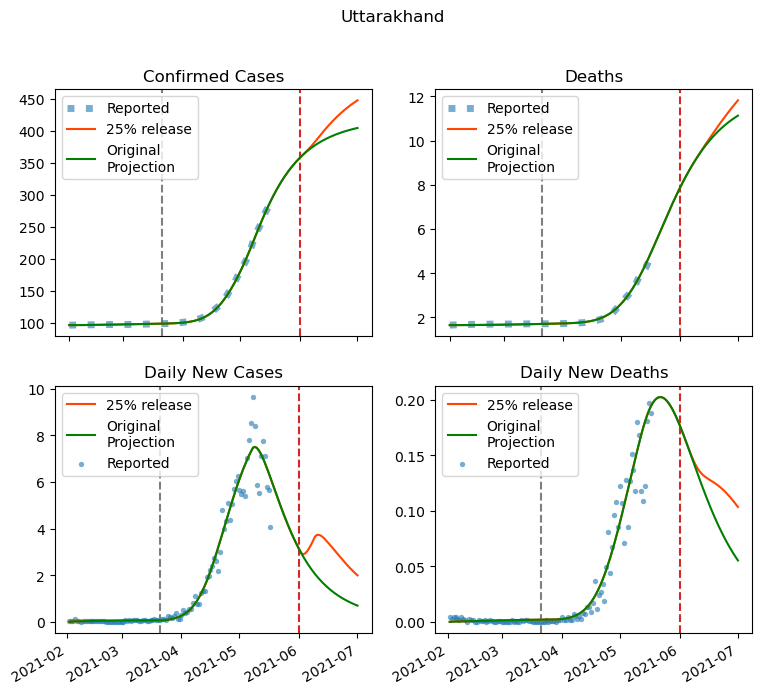 Uttarakhand
Confirmed Cases
450
400
350
300
250
200
150
100
Reported
25% release
Original
Projection
Deaths
12
10
8
6
4
2
Reported
25% release
Original
Projection
Daily New Cases
10
8
6
4
2
0
25% release
Original
Projection
Reported
2021-02
2021-03
2021-04
2021-05
2021-06
2021-07
Daily New Deaths
0.20
0.15
0.10
0.05
0.00
25% release
Original
Projection
Reported
2021-02
2021-03
2021-04
2021-05
2021-06
2021-07